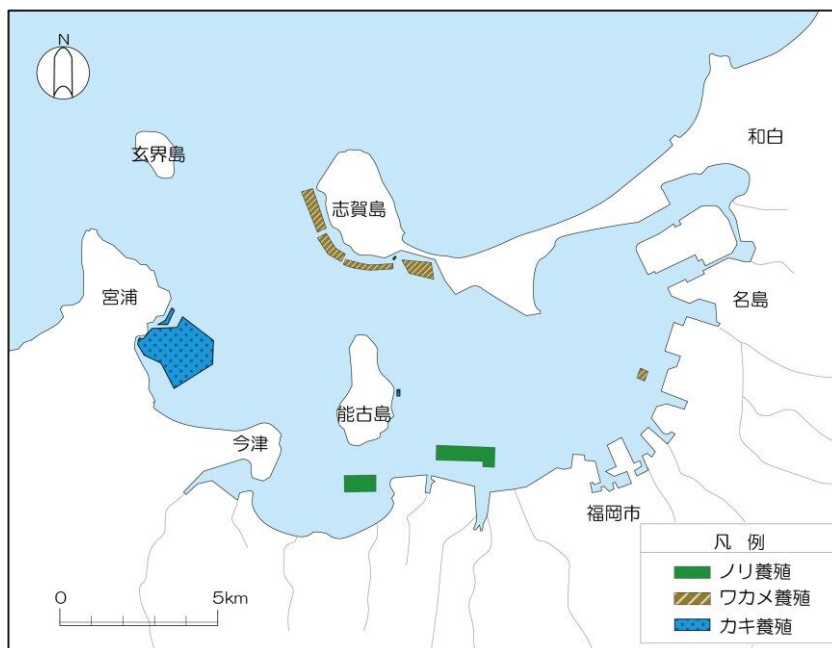 N
玄界島
志賀島
和白
宮浦
名島
能古島
今津
福岡市
凡 例
ノリ養殖
ワカメ養殖
カキ養殖
0 5km